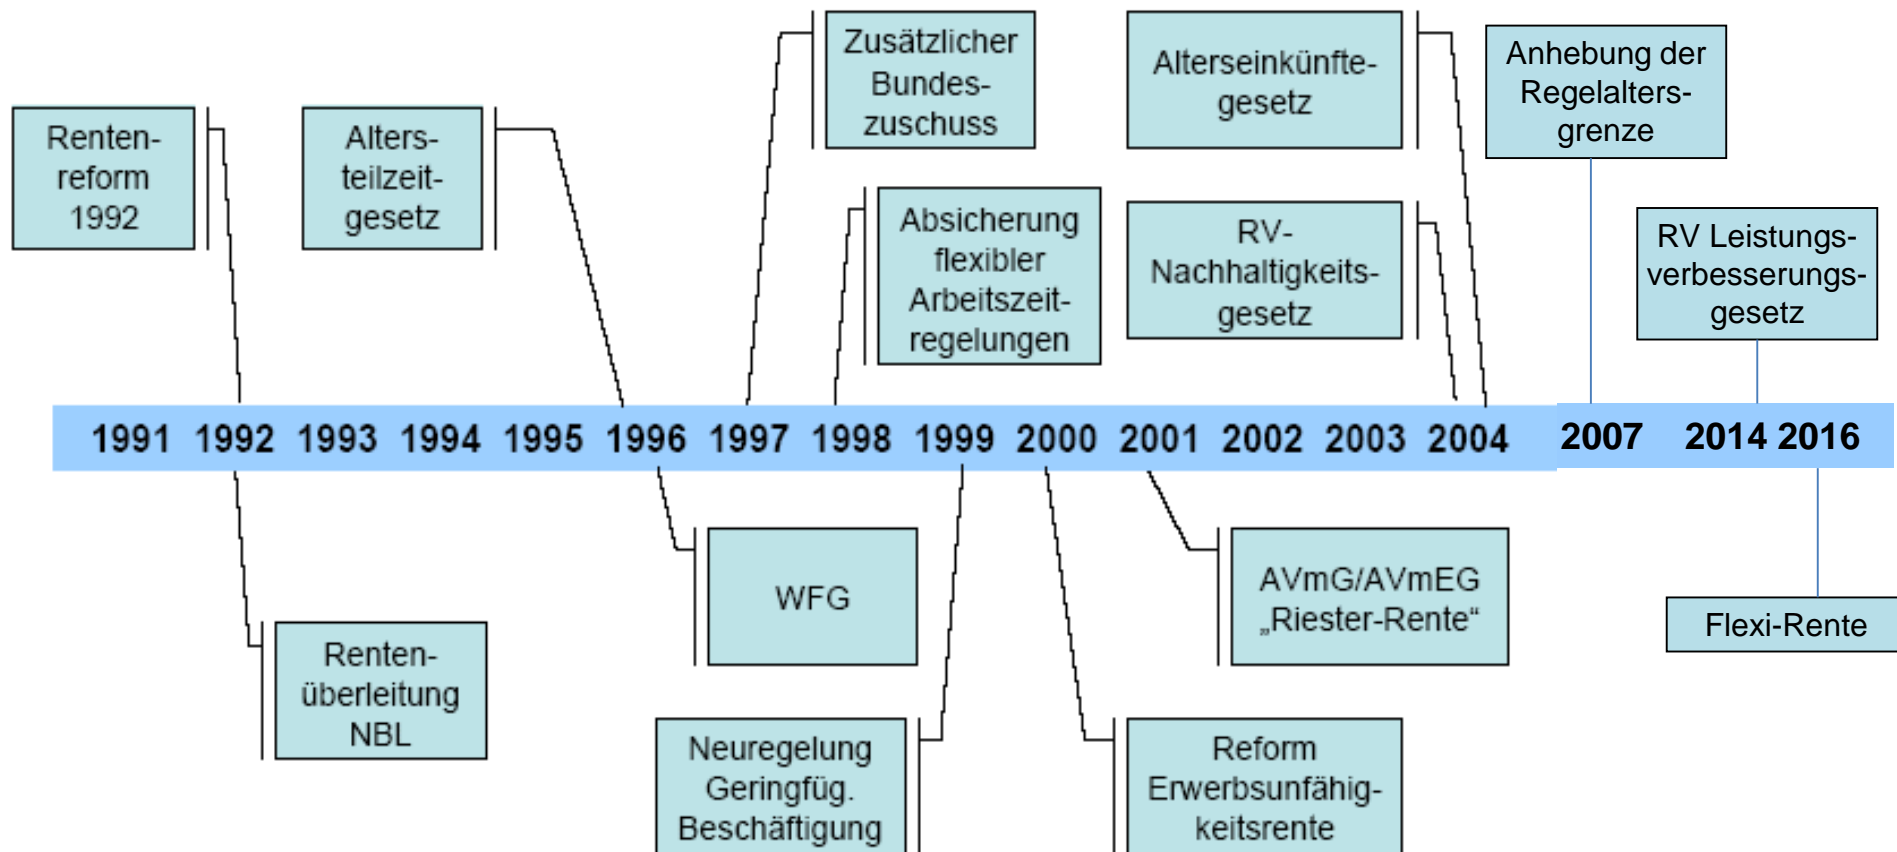 Renten-
reform
1992
Alters-
teilzeit-
gesetz
Zusätzlicher
Bundes-
zuschuss
Absicherung
flexibler
Arbeitszeit-
regelungen
Alterseinkünfte-
gesetz
RV-
Nachhaltigkeits-
gesetz
Anhebung der
Regelalters-
grenze
RV Leistungs-
verbesserungs-
gesetz
1991 1992 1993 1994 1995 1996 1997 1998 1999 2000 2001 2002 2003 2004 2007 2014 2016
Renten-
überleitung
NBL
WFG
Neuregelung
Geringfüg.
Beschäftigung
AVmG/AVmEG
„Riester-Rente“
Reform
Erwerbsunfähig-
keitsrente
Flexi-Rente